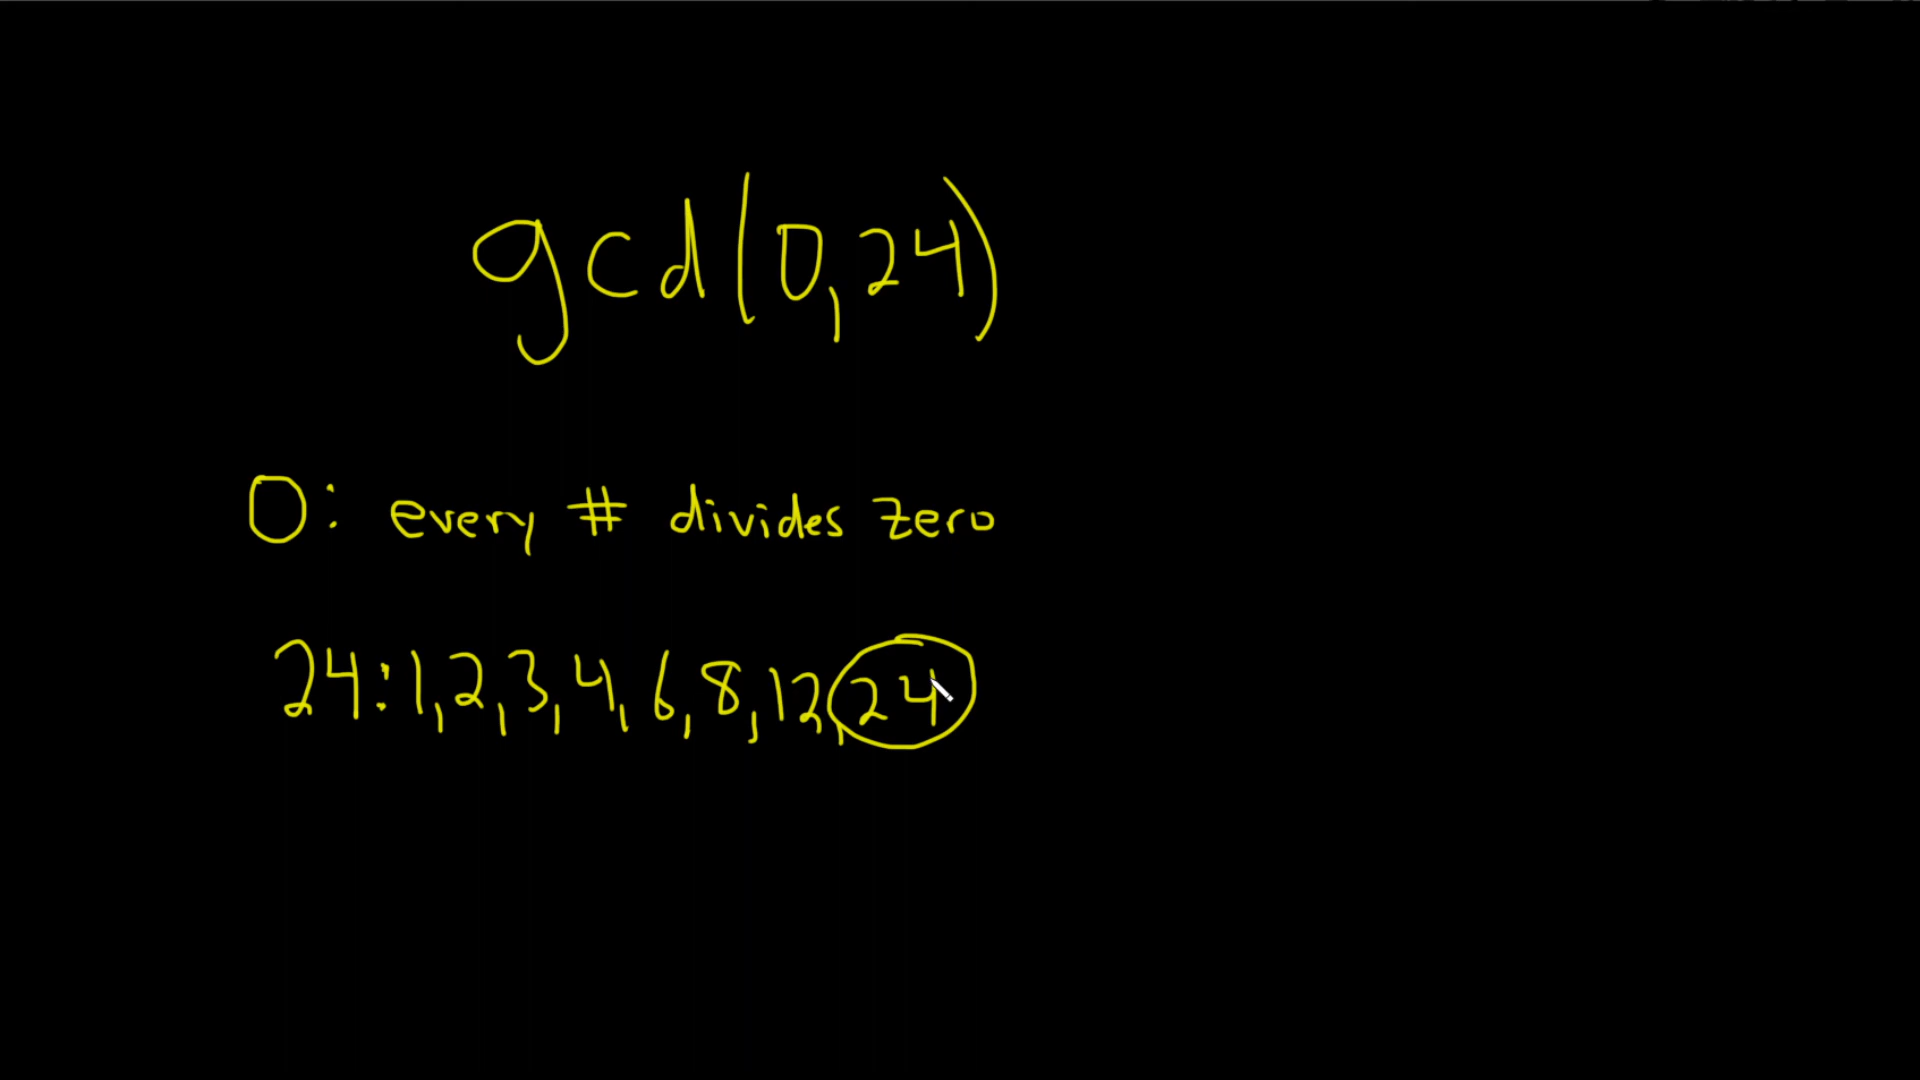 gcd(0,24)
0: every # divides zero
24:1,2,3,4,6,8,12,24